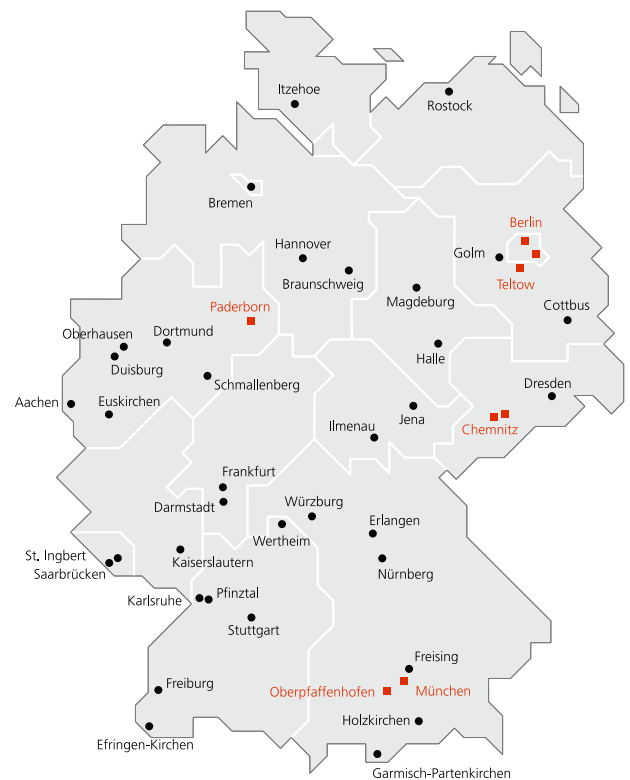 Itzehoe
Rostock
Bremen
Berlin
Hannover
Golm
Braunschweig
Teltow
Magdeburg
Paderborn
Cottbus
Oberhausen
Dortmund
Halle
Duisburg
Schmallenberg
Dresden
Aachen
Euskirchen
Jena
Ilmenau
Chemnitz
Frankfurt
Würzburg
Darmstadt
Erlangen
Wertheim
St. Ingbert
Kaiserslautern
Saarbrücken
Nürnberg
Karlsruhe
Pfinztal
Stuttgart
Freising
Freiburg
Oberpfaffenhofen
München
Holzkirchen
Efringen-Kirchen
Garmisch-Partenkirchen